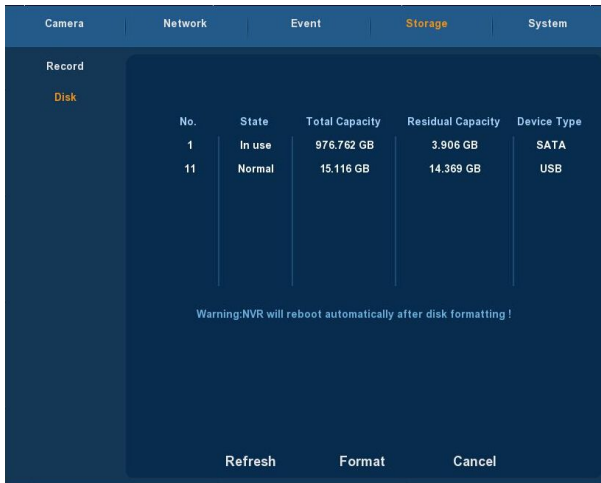 Camera Network Event Storage System
Record
Disk
No. State Total Capacity Residual Capacity Device Type
1 In use 976.762 GB 3.906 GB SATA
11 Normal 15.116 GB 14.369 GB USB
Warning:NVR will reboot automatically after disk formatting !
Refresh Format Cancel